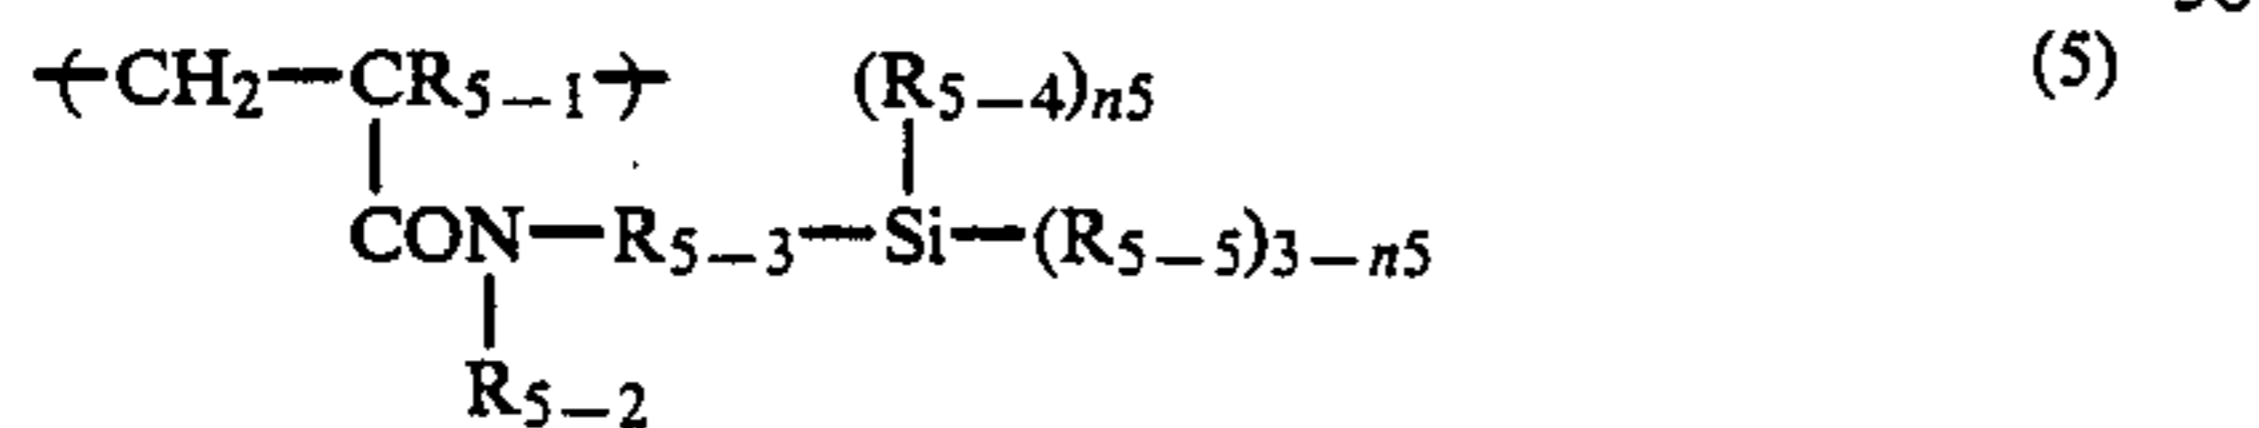 (CH2—CR5—1) (R5—4)n5 (5)
CON—R5—3—Si—(R5—5)3—n5
R5—2